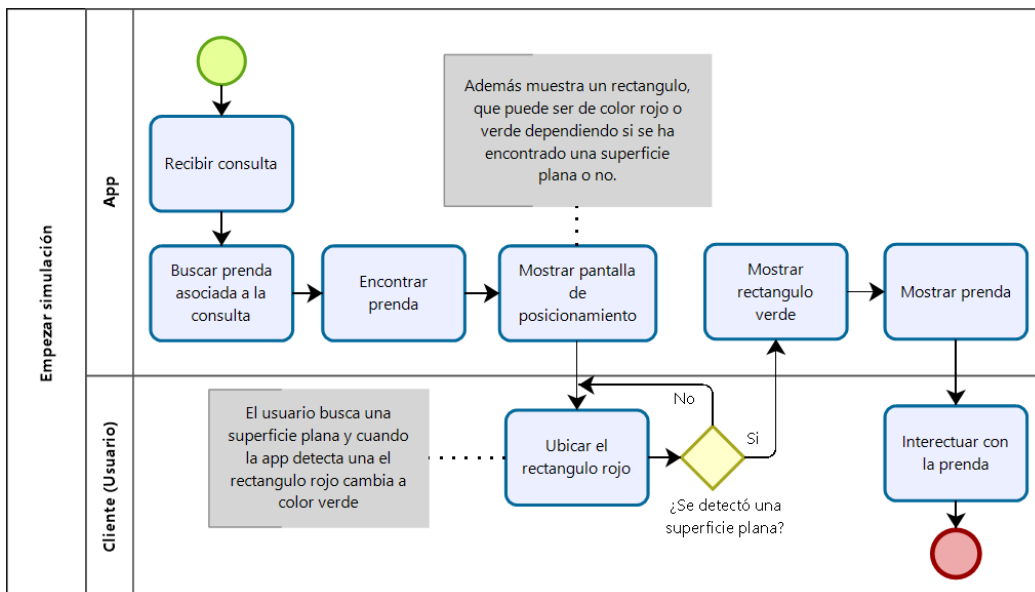 Empezar simulación
App
Recibir consulta
Además muestra un rectangulo,
que puede ser de color rojo o
verde dependiendo si se ha
encontrado una superficie
plana o no.
Buscar prenda
asociada a la
consulta
Encontrar
prenda
Mostrar pantalla
de
posicionamiento
Mostrar
rectangulo
verde
Mostrar prenda
Cliente (Usuario)
El usuario busca una
superficie plana y cuando
la app detecta una el
rectangulo rojo cambia a
color verde
Ubicar el
rectangulo rojo
No
Si
¿Se detectó una
superficie plana?
Interectuar con
la prenda